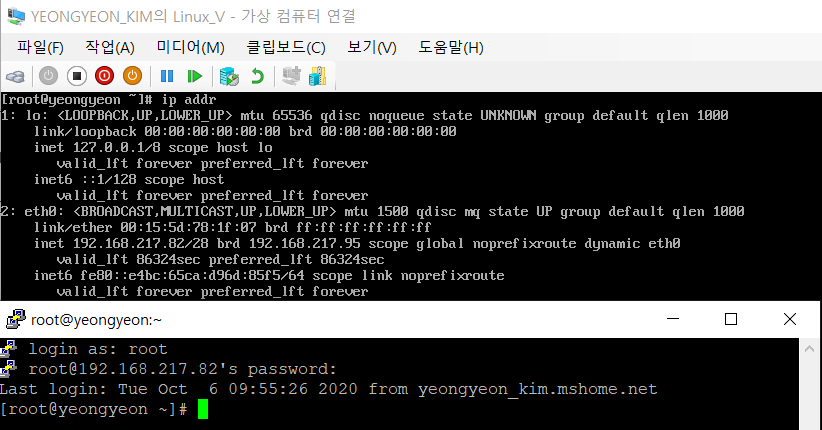 YEONGYEON_KIM의 Linux_V - 가상 컴퓨터 연결
파일(F) 작업(A) 미디어(M) 클립보드(C) 보기(V) 도움말(H)
[root@yeongyeon ~]# ip addr
1: lo: <LOOPBACK,UP,LOWER_UP> mtu 65536 qdisc noqueue state UNKNOWN group default qlen 1000
    link/loopback 00:00:00:00:00:00 brd 00:00:00:00:00:00
    inet 127.0.0.1/8 scope host lo
       valid_lft forever preferred_lft forever
    inet6 ::1/128 scope host
       valid_lft forever preferred_lft forever
2: eth0: <BROADCAST,MULTICAST,UP,LOWER_UP> mtu 1500 qdisc mq state UP group default qlen 1000
    link/ether 00:15:5d:78:1f:07 brd ff:ff:ff:ff:ff:ff
    inet 192.168.217.82/28 brd 192.168.217.95 scope global noprefixroute dynamic eth0
       valid_lft 86324sec preferred_lft 86324sec
    inet6 fe80::e4bc:65ca:d96d:85f5/64 scope link noprefixroute
       valid_lft forever preferred_lft forever
root@yeongyeon:~
login as: root
root@192.168.217.82's password:
Last login: Tue Oct  6 09:55:26 2020 from yeongyeon_kim.mshome.net
[root@yeongyeon ~]#